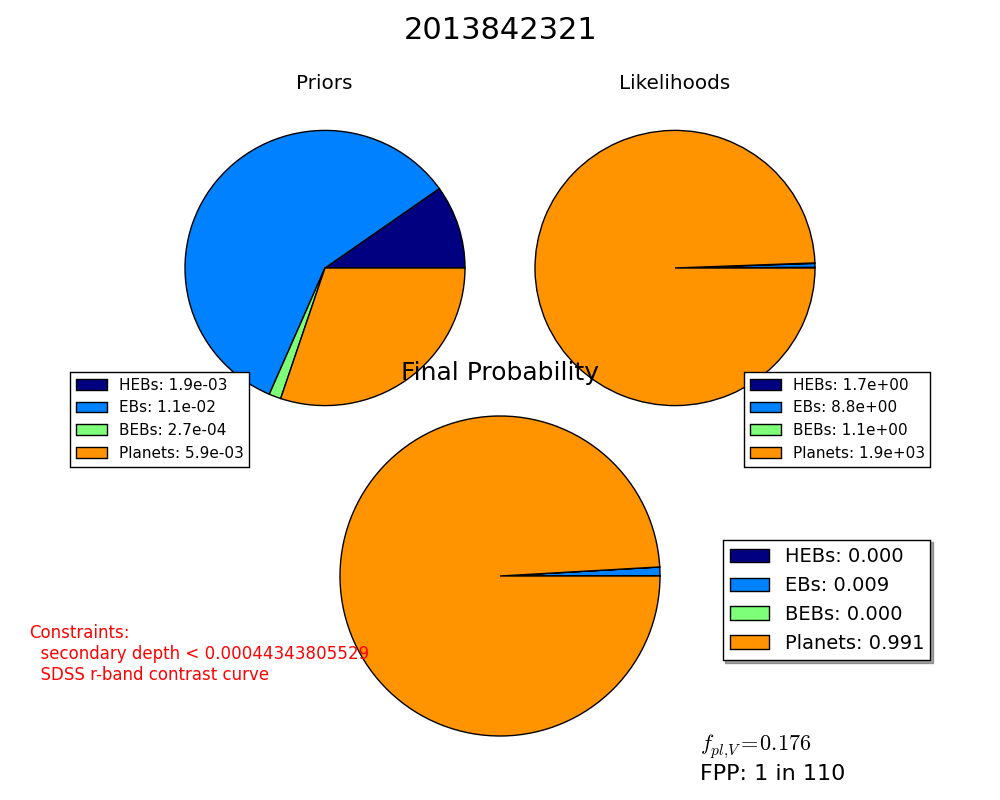 2013842321
Priors
Likelihoods
HEBs: 1.9e-03
EBs: 1.1e-02
BEBs: 2.7e-04
Planets: 5.9e-03
HEBs: 1.7e+00
EBs: 8.8e+00
BEBs: 1.1e+00
Planets: 1.9e+03
Final Probability
HEBs: 0.000
EBs: 0.009
BEBs: 0.000
Planets: 0.991
Constraints:
secondary depth < 0.00044343805529
SDSS r-band contrast curve
f_{pl,V}=0.176
FPP: 1 in 110